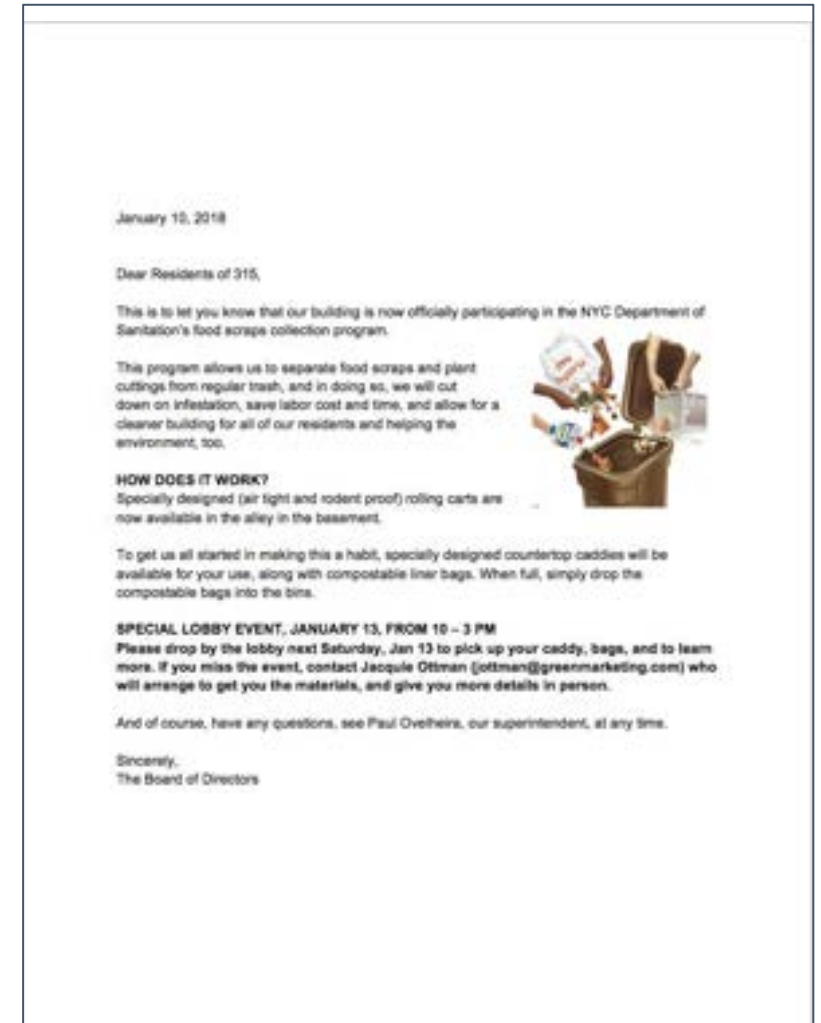 January 10, 2018
Dear Residents of 315,
This is to let you know that our building is now officially participating in the NYC Department of
Sanitation's food scraps collection program.
This program allows us to separate food scraps and plant
cuttings from regular trash, and in doing so, we will cut
down on infestation, save labor cost and time, and allow for a
cleaner building for all of our residents and helping the
environment, too.
HOW DOES IT WORK?
Specially designed (air tight and rodent proof) rolling carts are
now available in the alley in the basement.
To get us all started in making this a habit, specially designed countertop caddies will be
available for your use, along with compostable liner bags. When full, simply drop the
compostable bags into the bins.
SPECIAL LOBBY EVENT, JANUARY 13, FROM 10 – 3 PM
Please drop by the lobby next Saturday, Jan 13 to pick up your caddy, bags, and to learn
more. If you miss the event, contact Jacquie Ottman (jottman@greenmarketing.com) who
will arrange to get you the materials, and give you more details in person.
And of course, have any questions, see Paul Ovelheira, our superintendent, at any time.
Sincerely,
The Board of Directors